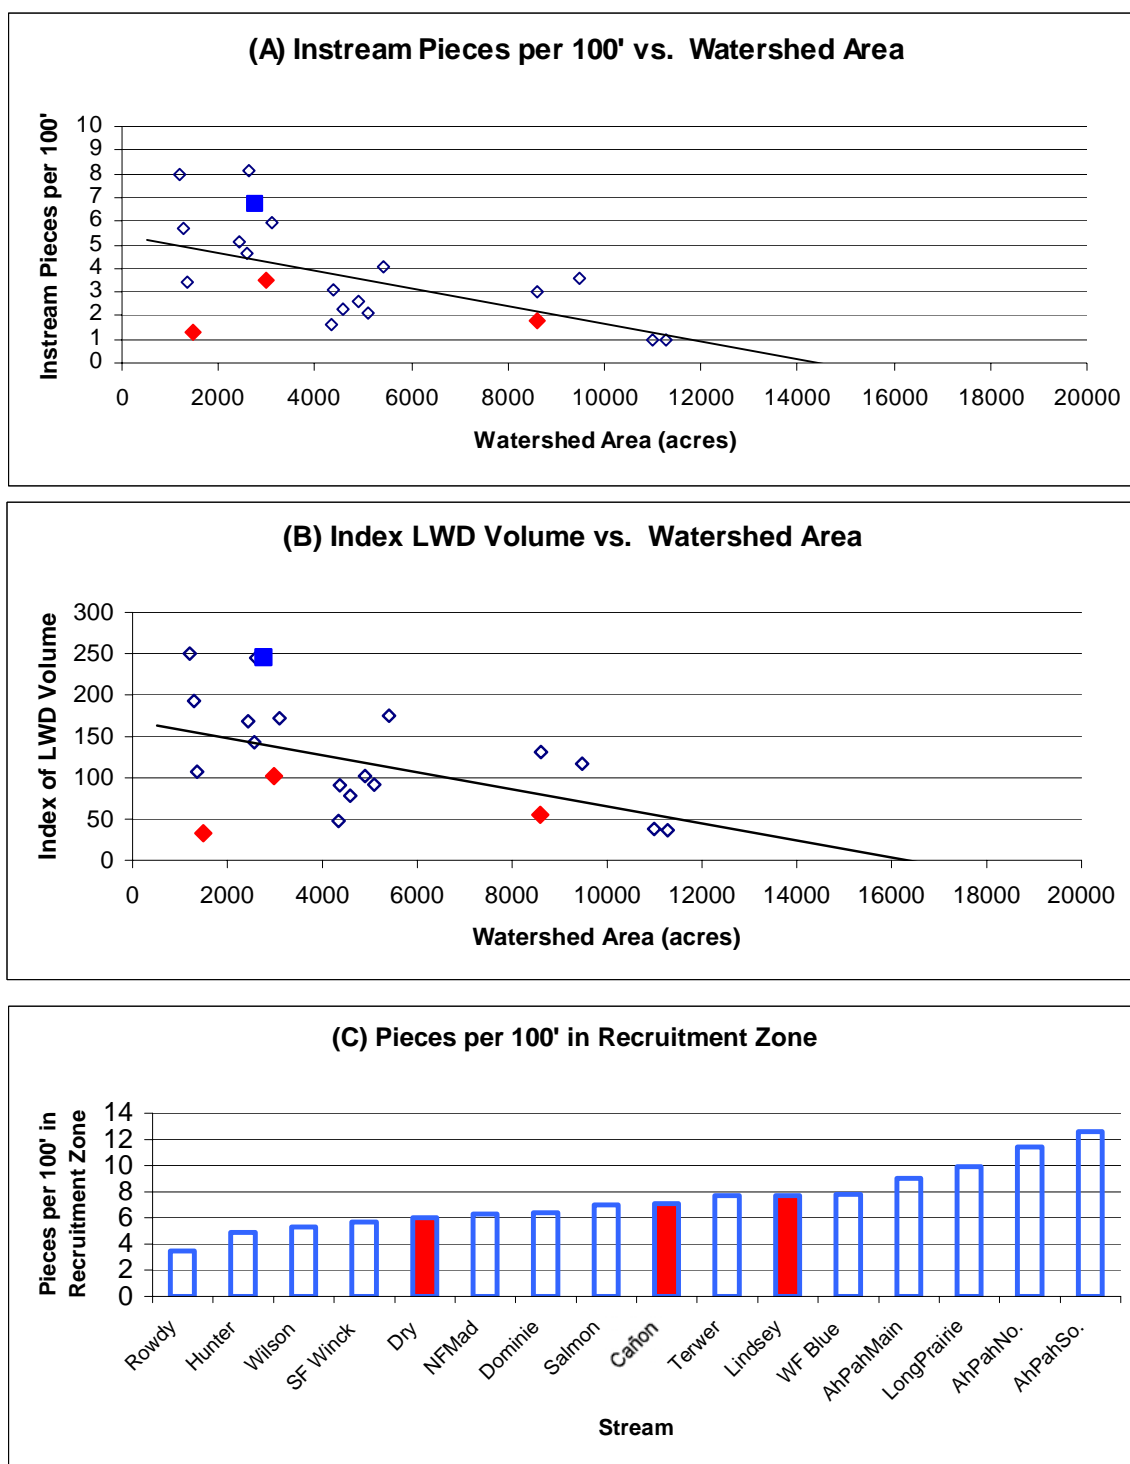 (A) Instream Pieces per 100' vs.  Watershed Area
Instream Pieces per 100'
10
9
8
7
6
5
4
3
2
1
0
0 2000 4000 6000 8000 10000 12000 14000 16000 18000 20000
Watershed Area (acres)
(B) Index LWD Volume vs.  Watershed Area
Index of LWD Volume
300
250
200
150
100
50
0
0 2000 4000 6000 8000 10000 12000 14000 16000 18000 20000
Watershed Area (acres)
(C) Pieces per 100' in Recruitment Zone
Pieces per 100' in
Recruitment Zone
14
12
10
8
6
4
2
0
Rowdy
Hunter
Wilson
SF Winck
Dry
NFMad
Dominie
Salmon
Cañon
Terwer
Lindsey
WF Blue
AhPahMain
LongPrairie
AhPahNo.
AhPahSo.
Stream